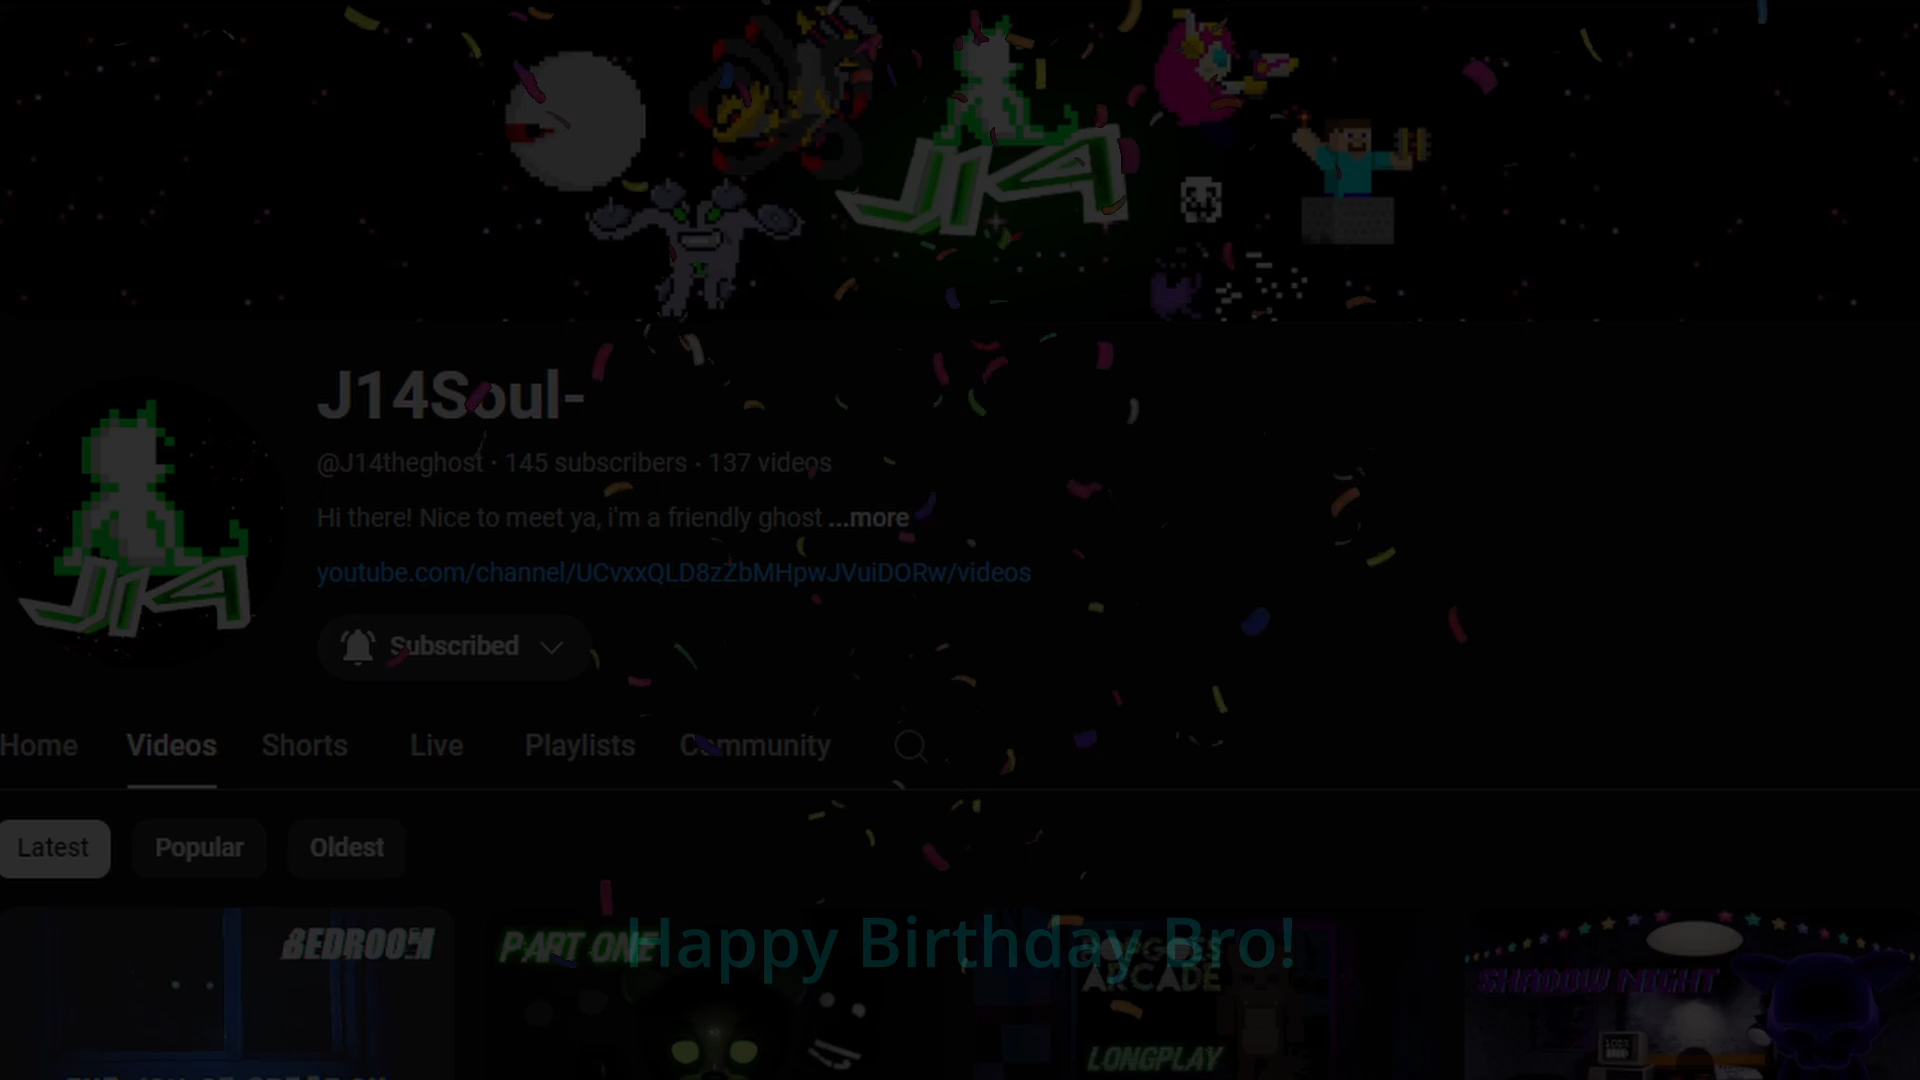 J14
J14Soul-
@J14theghost · 145 subscribers · 137 videos
Hi there! Nice to meet ya, i'm a friendly ghost ...more
youtube.com/channel/UCvxxQLD8zZbMHpwJVuiDORw/videos
J14
Subscribed
Home Videos Shorts Live Playlists Community
Latest Popular Oldest
BEDROOM
PART ONE
Happy Birthday Bro!
ARCADE
SHADOW NIGHT
LONGPLAY